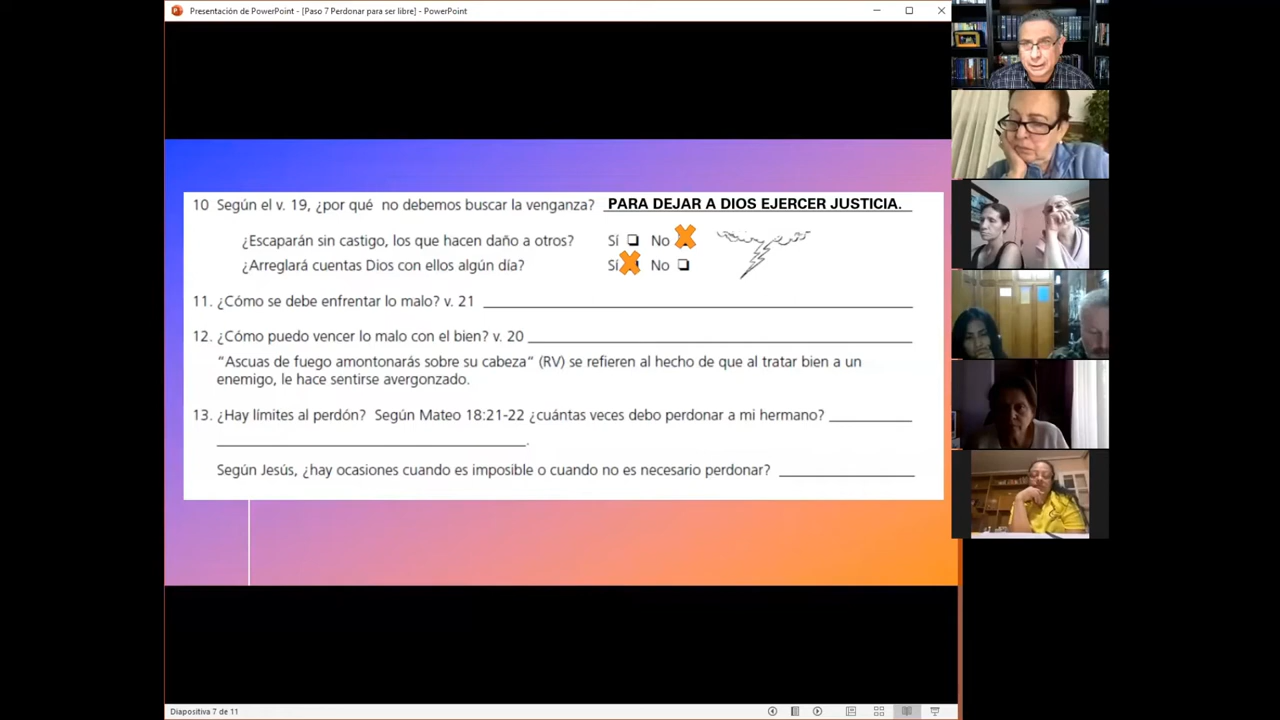 Presentación de PowerPoint - [Paso 7 Perdonar para ser libre] - PowerPoint
10 Según el v. 19, ¿por qué no debemos buscar la venganza? PARA DEJAR A DIOS EJERCER JUSTICIA.
¿Escaparán sin castigo, los que hacen daño a otros? Sí No
¿Arreglará cuentas Dios con ellos algún día? Sí No
11. ¿Cómo se debe enfrentar lo malo? v. 21
12. ¿Cómo puedo vencer lo malo con el bien? v. 20
“Ascuas de fuego amontonarás sobre su cabeza” (RV) se refieren al hecho de que al tratar bien a un
enemigo, le hace sentirse avergonzado.
13. ¿Hay límites al perdón? Según Mateo 18:21-22 ¿cuántas veces debo perdonar a mi hermano?
Según Jesús, ¿hay ocasiones cuando es imposible o cuando no es necesario perdonar?
Diapositiva 7 de 11